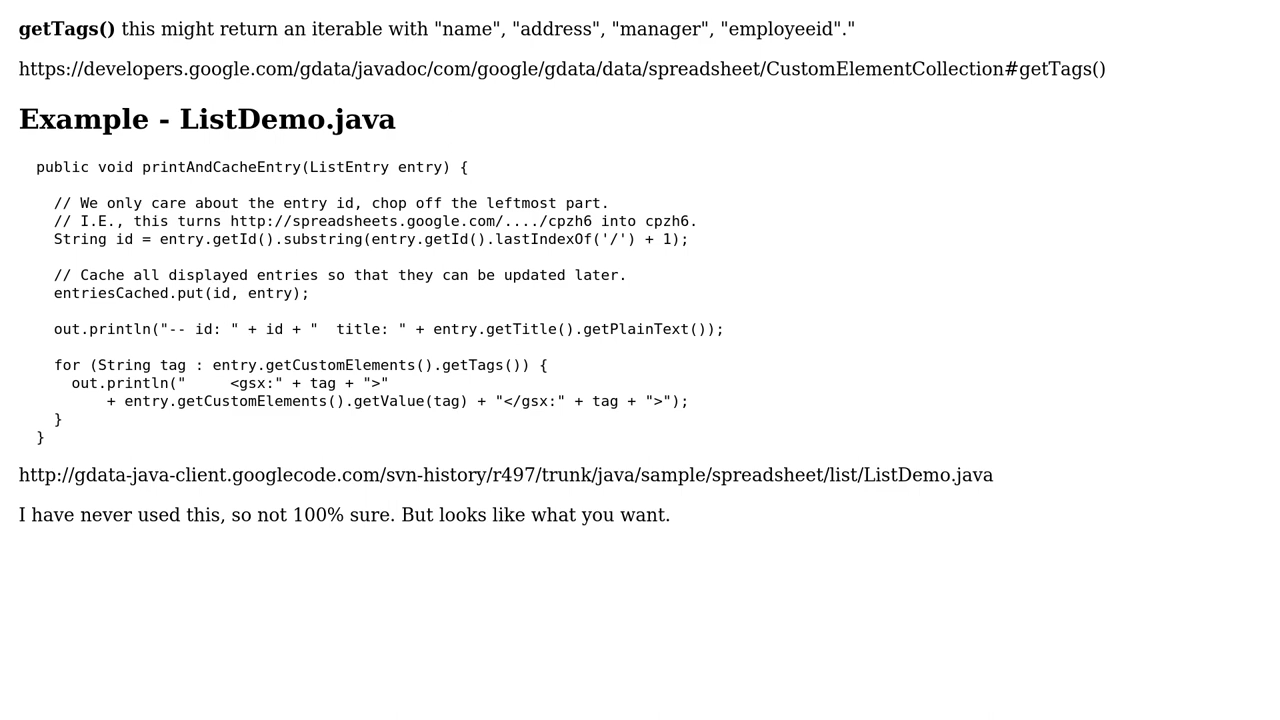 getTags() this might return an iterable with "name", "address", "manager", "employeeid"."
https://developers.google.com/gdata/javadoc/com/google/gdata/data/spreadsheet/CustomElementCollection#getTags()
Example - ListDemo.java
  public void printAndCacheEntry(ListEntry entry) {
    // We only care about the entry id, chop off the leftmost part.
    // I.E., this turns http://spreadsheets.google.com/..../cpzh6 into cpzh6.
    String id = entry.getId().substring(entry.getId().lastIndexOf('/') + 1);
    // Cache all displayed entries so that they can be updated later.
    entriesCached.put(id, entry);
    out.println("-- id: " + id + "  title: " + entry.getTitle().getPlainText());
    for (String tag : entry.getCustomElements().getTags()) {
      out.println("     <gsx:" + tag + ">"
          + entry.getCustomElements().getValue(tag) + "</gsx:" + tag + ">");
    }
  }
http://gdata-java-client.googlecode.com/svn-history/r497/trunk/java/sample/spreadsheet/list/ListDemo.java
I have never used this, so not 100% sure. But looks like what you want.